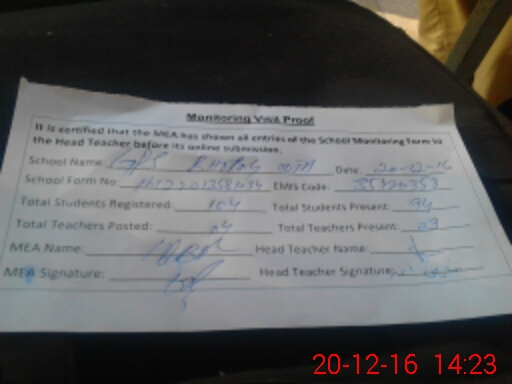 Monitoring Visit Proof
It is certified that the MEA has shown all entries of the School Monitoring Form to
the Head Teacher before its online submission.
School Name GPS Date: 20-12-16
School Form No EMIS Code:
Total Students Registered: 104 Total Students Present: 94
Total Teachers Posted: 04 Total Teachers Present: 03
MEA Name: Head Teacher Name:
MEA Signature: Head Teacher Signature:
20-12-16 14:23